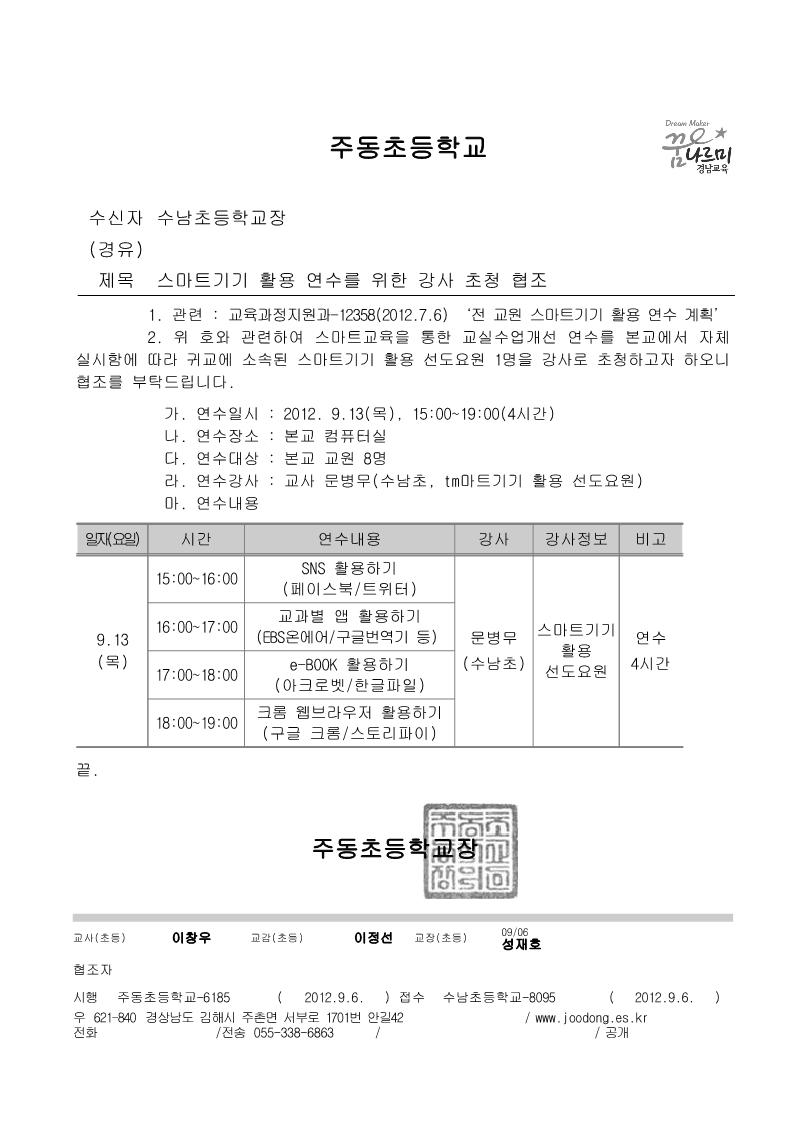 주동초등학교
Dream Maker
꿈
나르미
경남교육
수신자 수남초등학교장
(경유)
제목 스마트기기 활용 연수를 위한 강사 초청 협조
1. 관련 : 교육과정지원과-12358(2012.7.6) ‘전 교원 스마트기기 활용 연수 계획’
2. 위 호와 관련하여 스마트교육을 통한 교실수업개선 연수를 본교에서 자체
실시함에 따라 귀교에 소속된 스마트기기 활용 선도요원 1명을 강사로 초청하고자 하오니
협조를 부탁드립니다.
가. 연수일시 : 2012. 9.13(목), 15:00~19:00(4시간)
나. 연수장소 : 본교 컴퓨터실
다. 연수대상 : 본교 교원 8명
라. 연수강사 : 교사 문병무(수남초, tm마트기기 활용 선도요원)
마. 연수내용
일자(요일) 시간 연수내용 강사 강사정보 비고
9.13
(목)
15:00~16:00 SNS 활용하기
(페이스북/트위터)
16:00~17:00 교과별 앱 활용하기
(EBS온에어/구글번역기 등)
17:00~18:00 e-BOOK 활용하기
(아크로벳/한글파일)
18:00~19:00 크롬 웹브라우저 활용하기
(구글 크롬/스토리파이)
문병무
(수남초)
스마트기기
활용
선도요원
연수
4시간
끝.
주동초등학교장
교사(초등) 이창우 교감(초등) 이정선 교장(초등) 09/06
성재호
협조자
시행 주동초등학교-6185 ( 2012.9.6. ) 접수 수남초등학교-8095 ( 2012.9.6. )
우 621-840 경상남도 김해시 주촌면 서부로 1701번 안길42 / www.joodong.es.kr
전화 /전송 055-338-6863 / / 공개